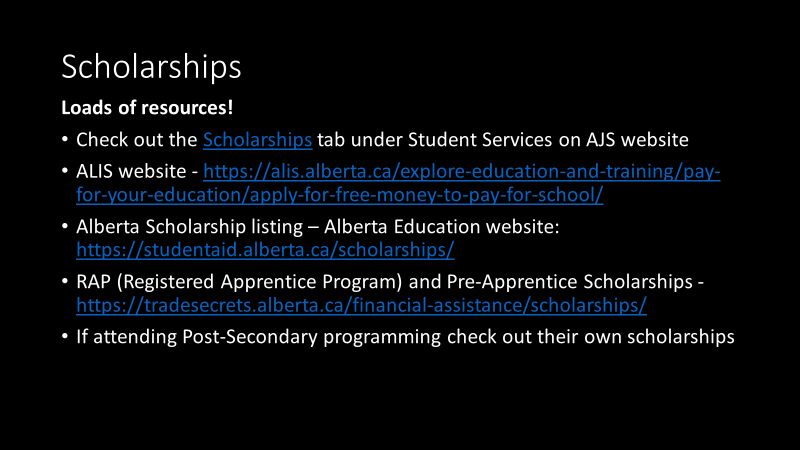 Scholarships
Loads of resources!
• Check out the Scholarships tab under Student Services on AJS website
• ALIS website - https://alis.alberta.ca/explore-education-and-training/pay-
for-your-education/apply-for-free-money-to-pay-for-school/
• Alberta Scholarship listing – Alberta Education website:
https://studentaid.alberta.ca/scholarships/
• RAP (Registered Apprentice Program) and Pre-Apprentice Scholarships -
https://tradesecrets.alberta.ca/financial-assistance/scholarships/
• If attending Post-Secondary programming check out their own scholarships